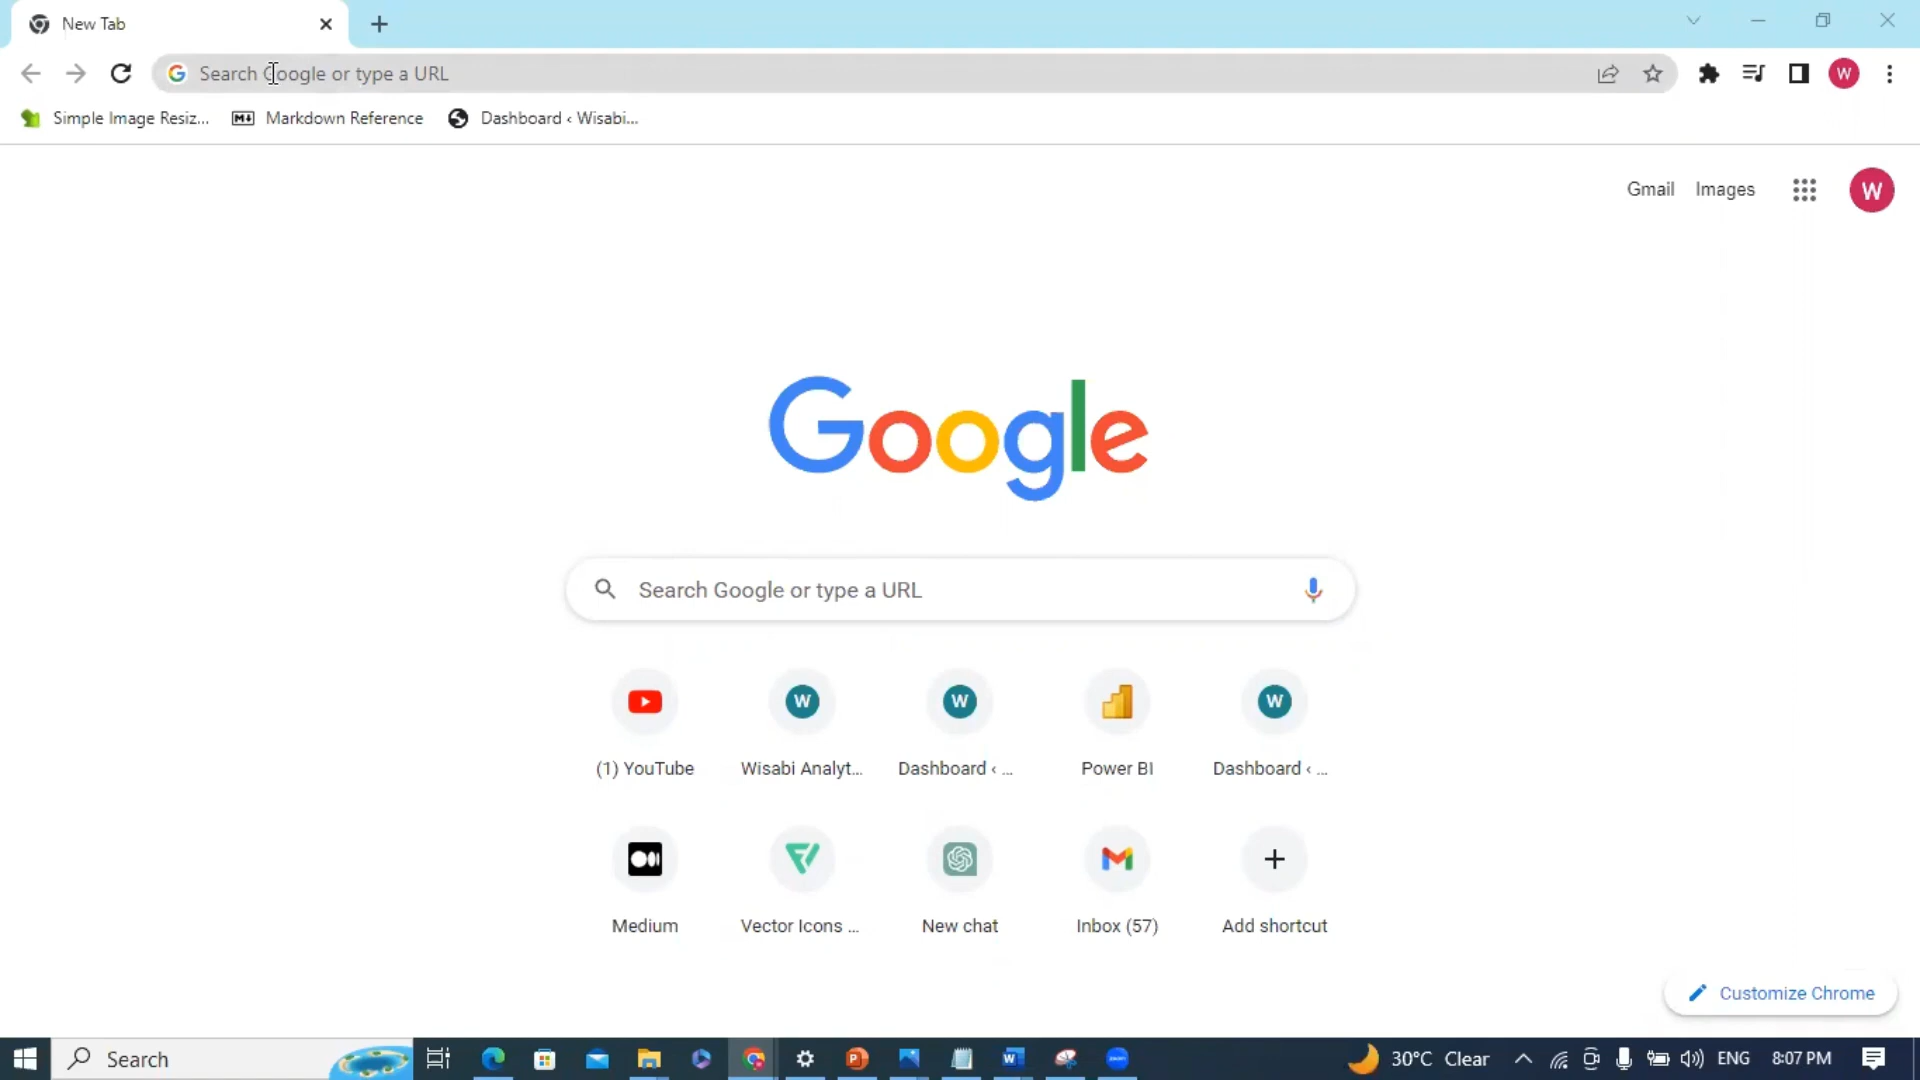 New Tab
Search Google or type a URL
Simple Image Resiz...
Markdown Reference
Dashboard ‹ Wisabi...
Gmail
Images
W
Google
Search Google or type a URL
(1) YouTube
Wisabi Analyt...
Dashboard ‹ ...
Power BI
Dashboard ‹ ...
Medium
Vector Icons ...
New chat
Inbox (57)
Add shortcut
Customize Chrome
Search
30°C Clear
ENG
8:07 PM